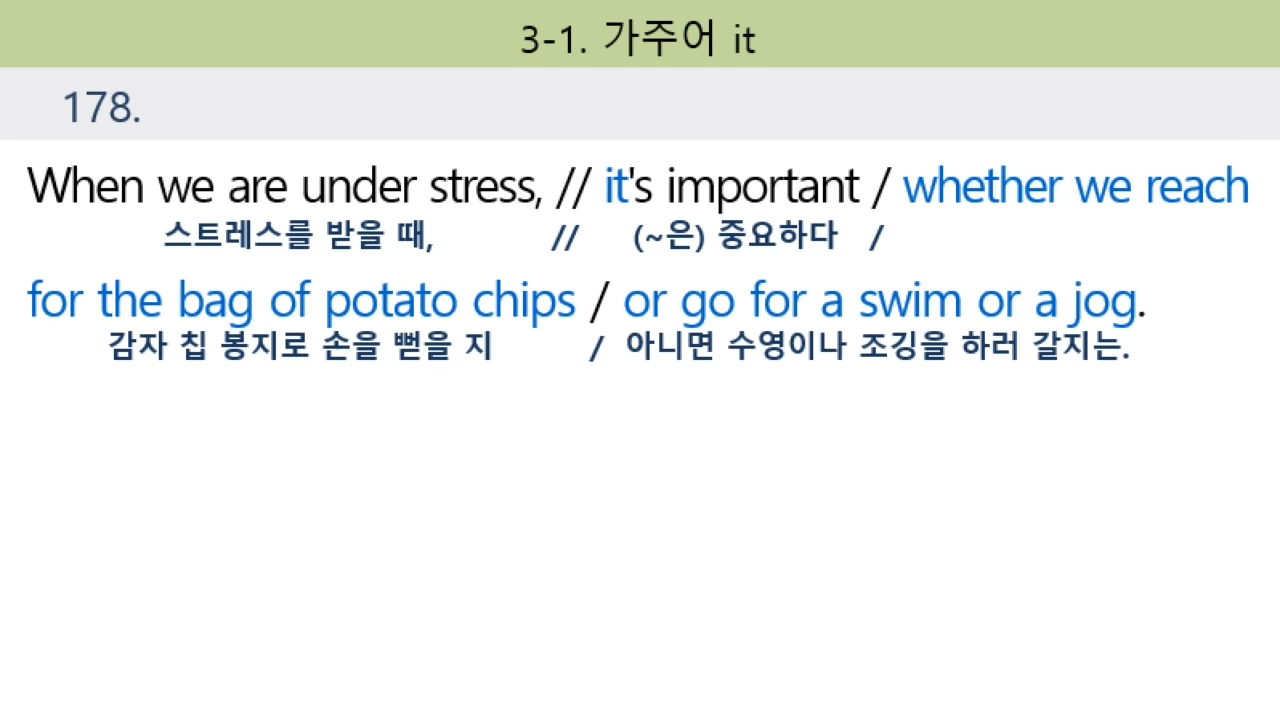 3-1. 가주어 it
178.
When we are under stress, // it's important / whether we reach
스트레스를 받을 때, // (~은) 중요하다 /
for the bag of potato chips / or go for a swim or a jog.
감자 칩 봉지로 손을 뻗을 지 / 아니면 수영이나 조깅을 하러 갈지는.